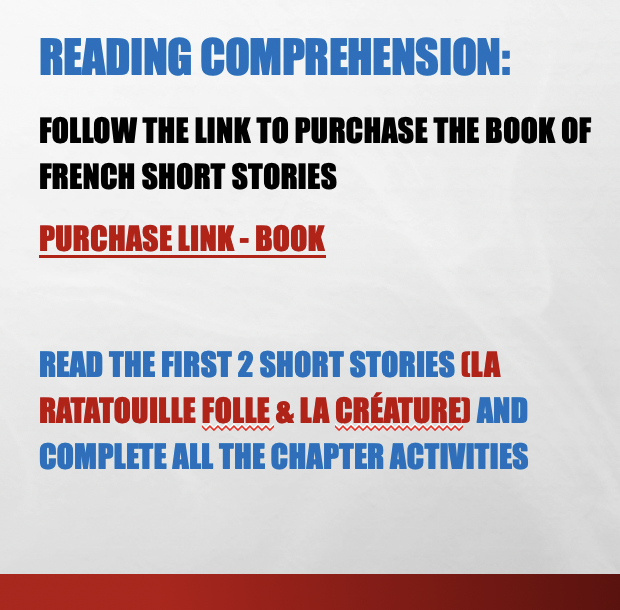 READING COMPREHENSION:
FOLLOW THE LINK TO PURCHASE THE BOOK OF
FRENCH SHORT STORIES
PURCHASE LINK - BOOK
READ THE FIRST 2 SHORT STORIES (LA
RATATOUILLE FOLLE & LA CRÉATURE) AND
COMPLETE ALL THE CHAPTER ACTIVITIES